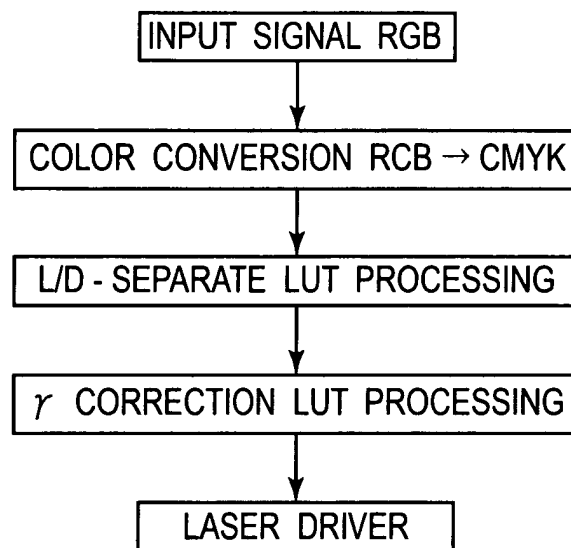 INPUT SIGNAL RGB
COLOR CONVERSION RCB → CMYK
L/D - SEPARATE LUT PROCESSING
γ CORRECTION LUT PROCESSING
LASER DRIVER